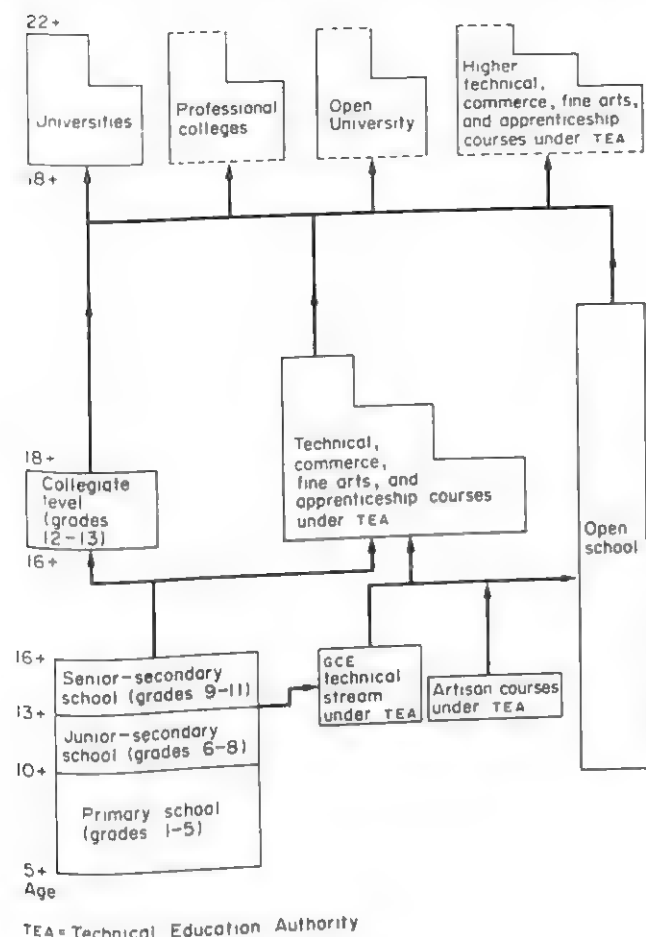 22+
Universities
Professional
colleges
Open
University
Higher
technical,
commerce, fine arts,
and apprenticeship
courses under TEA
18+
18+
Collegiate
level
(grades
12–13)
16+
Technical,
commerce,
fine arts, and
apprenticeship courses
under TEA
Open
school
16+
Senior-secondary
school (grades 9–11)
13+
Junior-secondary
school (grades 6–8)
10+
Primary school
(grades 1–5)
5+
Age
GCE
technical
stream
under TEA
Artisan courses
under TEA
TEA = Technical Education Authority